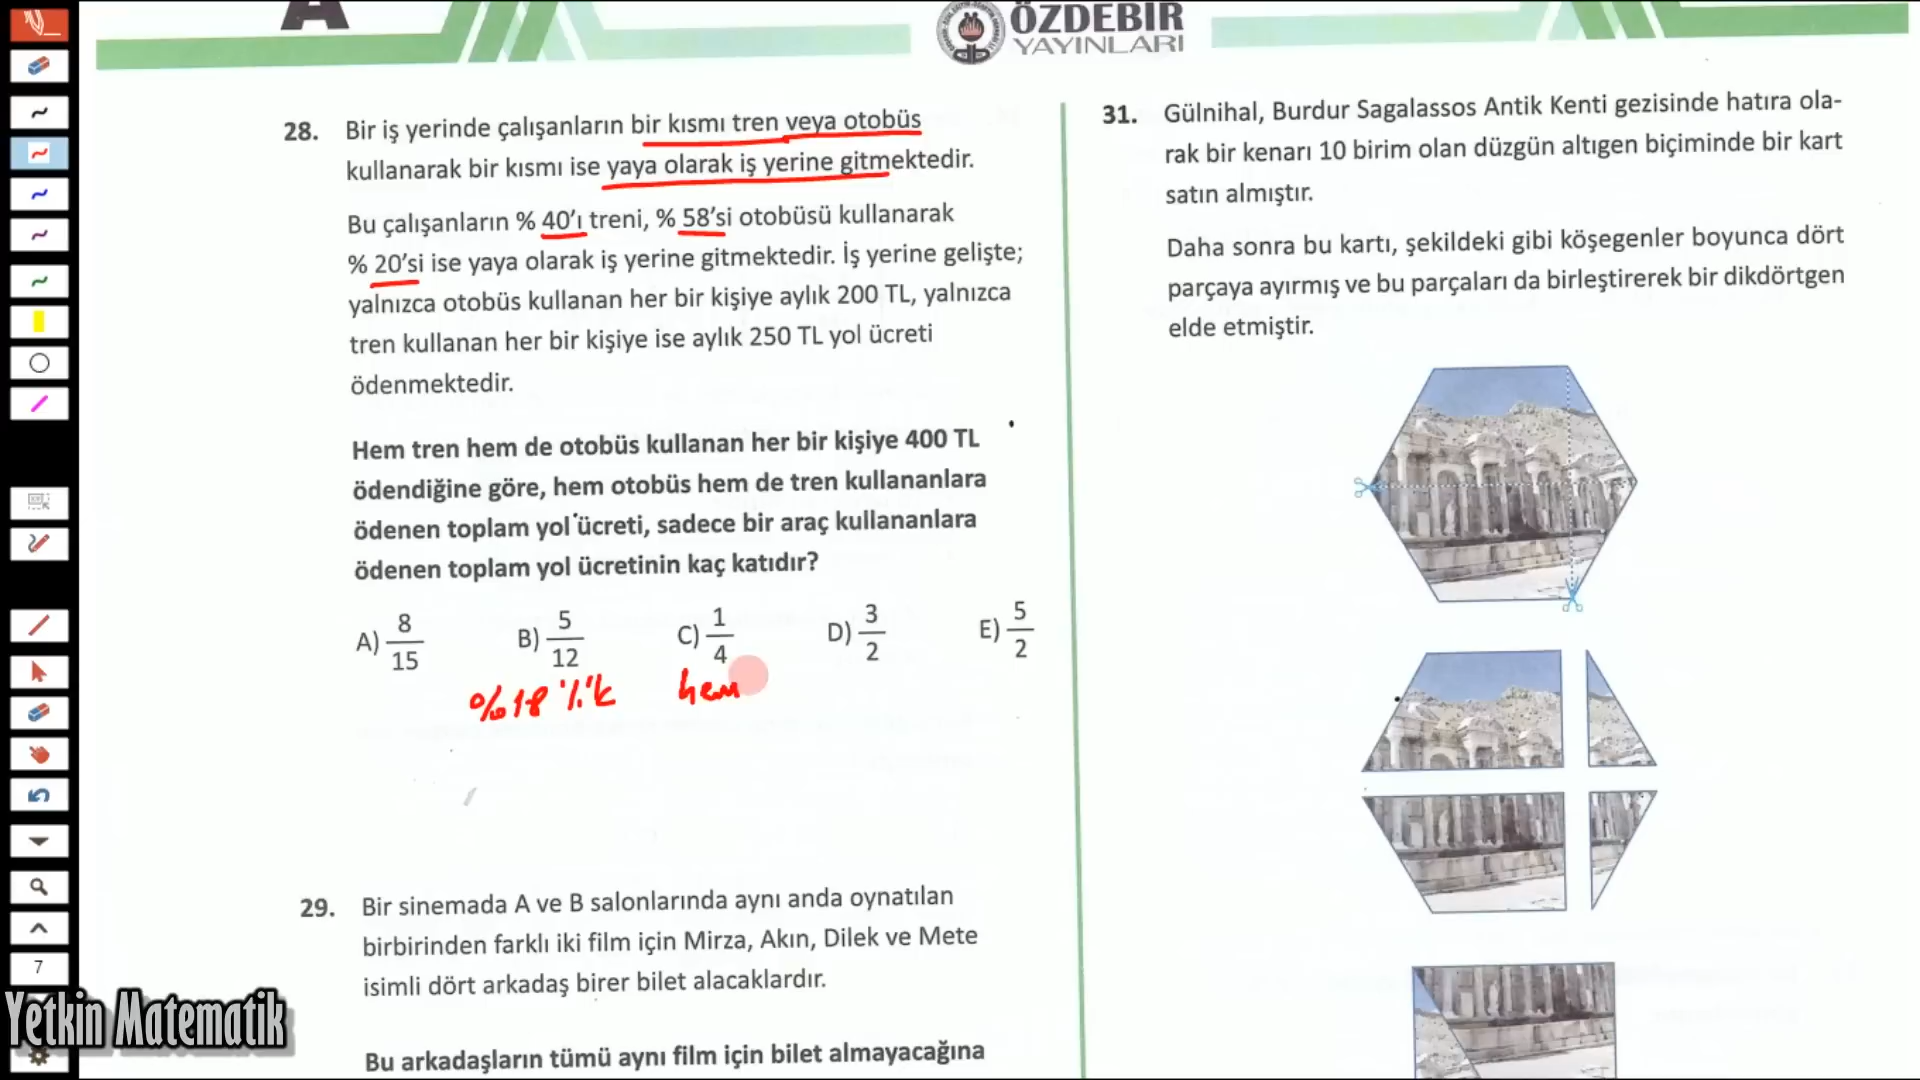 A
ÖZDEBİR
YAYINLARI
28. Bir iş yerinde çalışanların bir kısmı tren veya otobüs
kullanarak bir kısmı ise yaya olarak iş yerine gitmektedir.
Bu çalışanların % 40'ı treni, % 58'si otobüsü kullanarak
% 20'si ise yaya olarak iş yerine gitmektedir. İş yerine gelişte;
yalnızca otobüs kullanan her bir kişiye aylık 200 TL, yalnızca
tren kullanan her bir kişiye ise aylık 250 TL yol ücreti
ödenmektedir.
Hem tren hem de otobüs kullanan her bir kişiye 400 TL
ödendiğine göre, hem otobüs hem de tren kullananlara
ödenen toplam yol ücreti, sadece bir araç kullananlara
ödenen toplam yol ücretinin kaç katıdır?
A) 8/15 B) 5/12 C) 1/4 D) 3/2 E) 5/2
%18 'lik hem
29. Bir sinemada A ve B salonlarında aynı anda oynatılan
birbirinden farklı iki film için Mirza, Akın, Dilek ve Mete
isimli dört arkadaş birer bilet alacaklardır.
Bu arkadaşların tümü aynı film için bilet almayacağına
31. Gülnihal, Burdur Sagalassos Antik Kenti gezisinde hatıra ola-
rak bir kenarı 10 birim olan düzgün altıgen biçiminde bir kart
satın almıştır.
Daha sonra bu kartı, şekildeki gibi köşegenler boyunca dört
parçaya ayırmış ve bu parçaları da birleştirerek bir dikdörtgen
elde etmiştir.
7
Yetkin Matematik